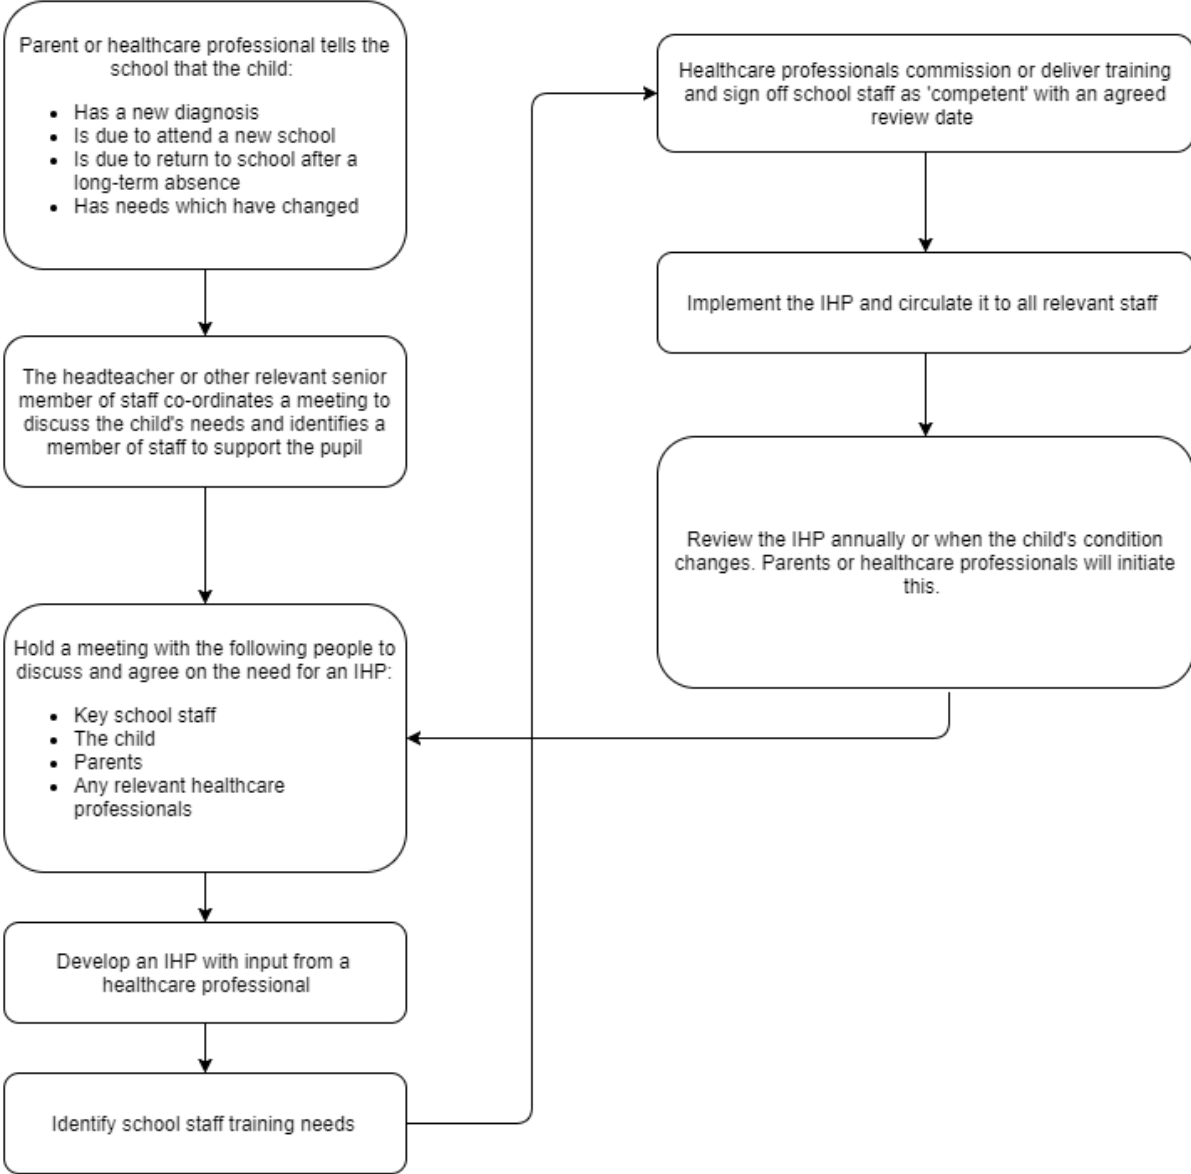 Parent or healthcare professional tells the
school that the child:
• Has a new diagnosis
• Is due to attend a new school
• Is due to return to school after a
long-term absence
• Has needs which have changed
The headteacher or other relevant senior
member of staff co-ordinates a meeting to
discuss the child's needs and identifies a
member of staff to support the pupil
Hold a meeting with the following people to
discuss and agree on the need for an IHP:
• Key school staff
• The child
• Parents
• Any relevant healthcare
professionals
Develop an IHP with input from a
healthcare professional
Identify school staff training needs
Healthcare professionals commission or deliver training
and sign off school staff as 'competent' with an agreed
review date
Implement the IHP and circulate it to all relevant staff
Review the IHP annually or when the child's condition
changes. Parents or healthcare professionals will initiate
this.